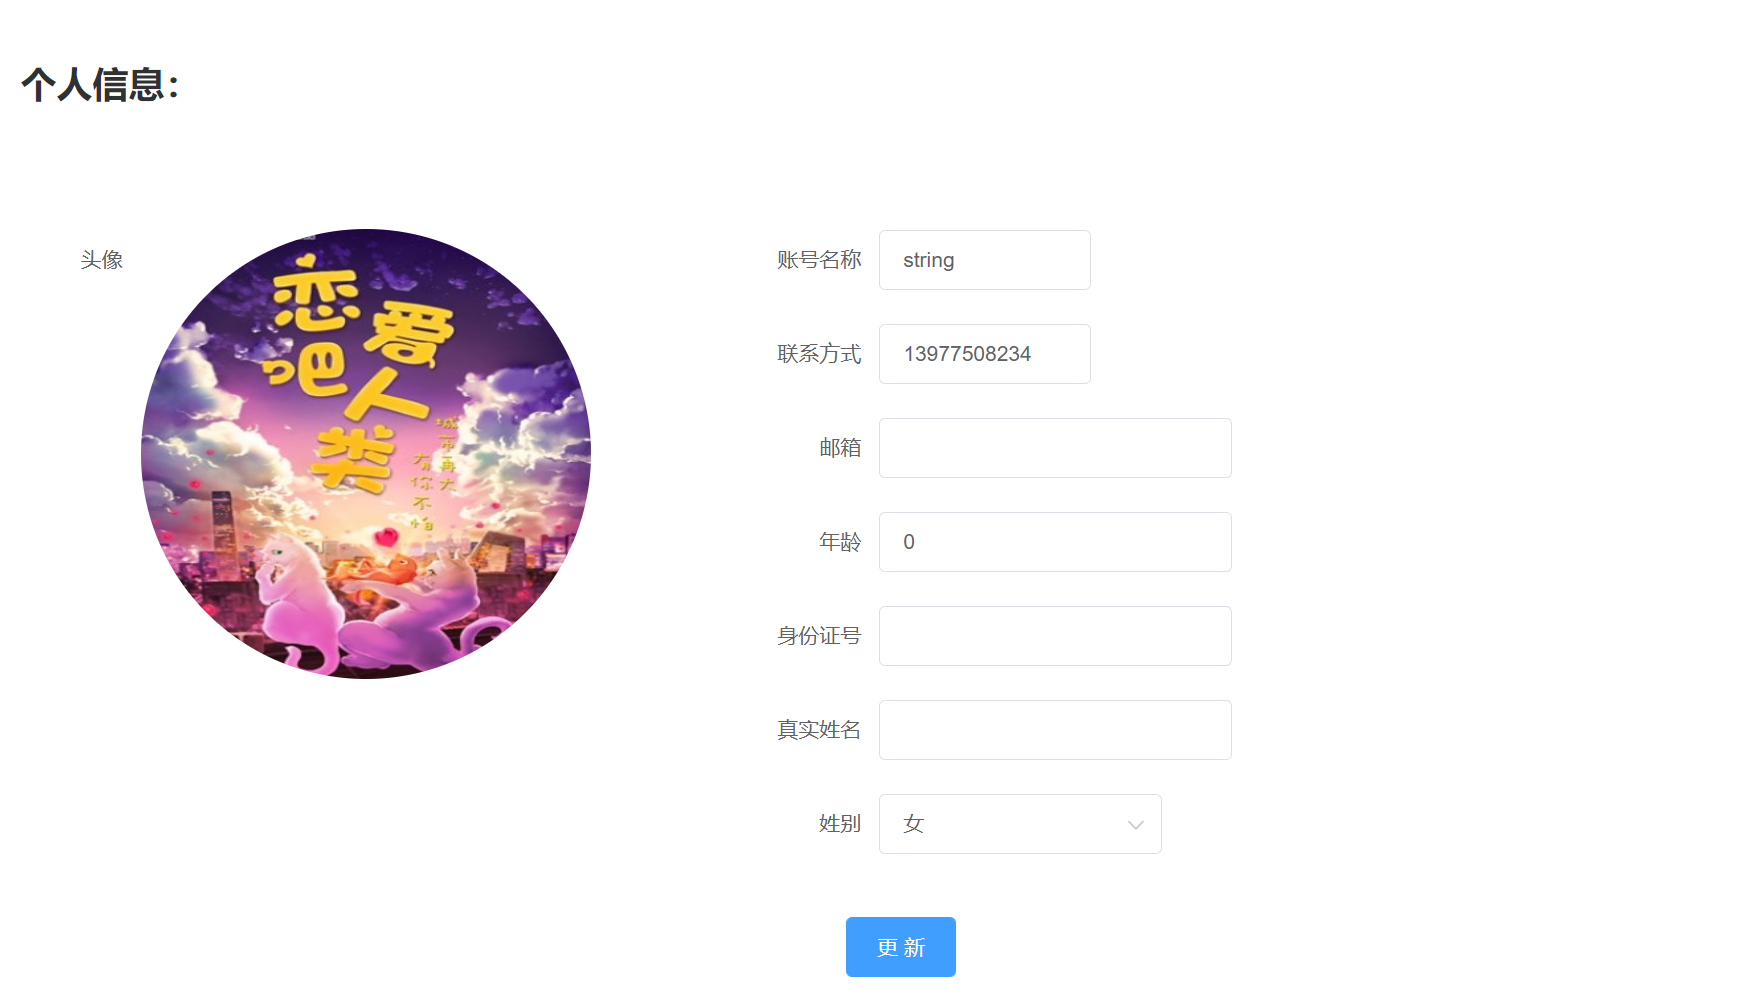 个人信息：
头像
恋爱
吧人
类
城市再大
有你不怕
账号名称 string
联系方式 13977508234
邮箱
年龄 0
身份证号
真实姓名
姓别 女
更新